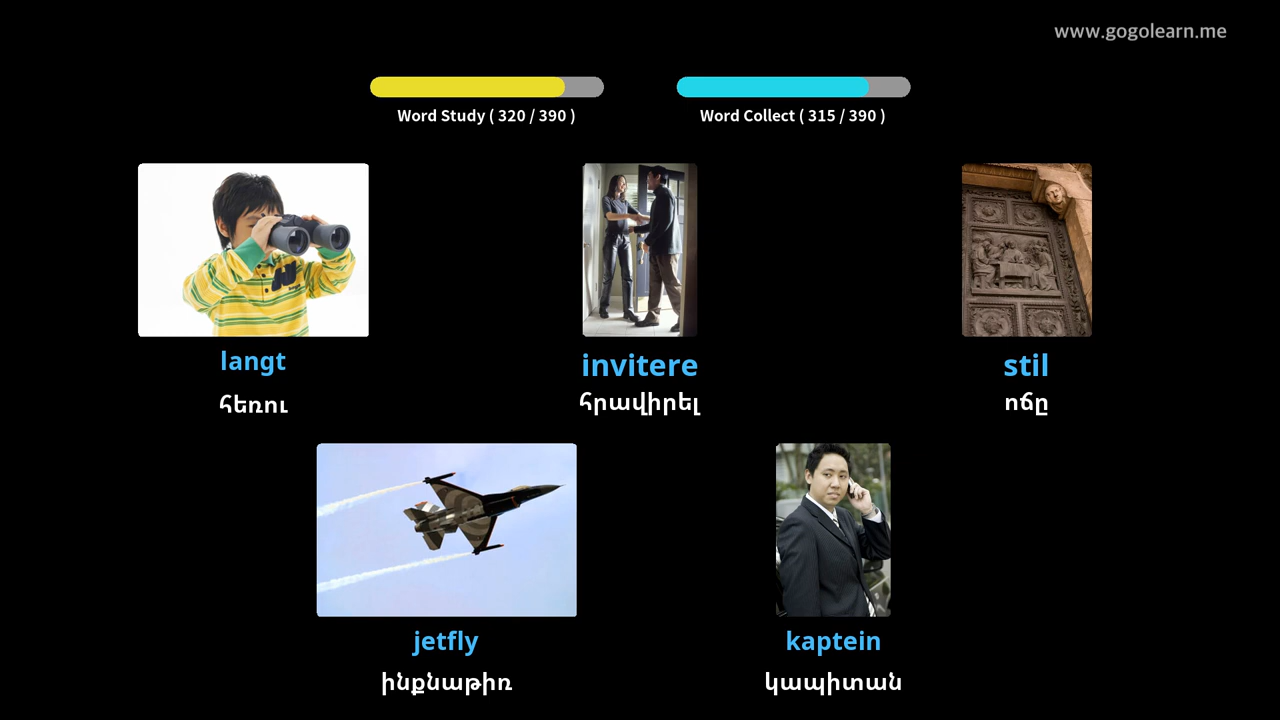 www.gogolearn.me
Word Study ( 320 / 390 )
Word Collect ( 315 / 390 )
langt
հեռու
invitere
հրավիրել
stil
ոճը
jetfly
ինքնաթիռ
kaptein
կապիտան